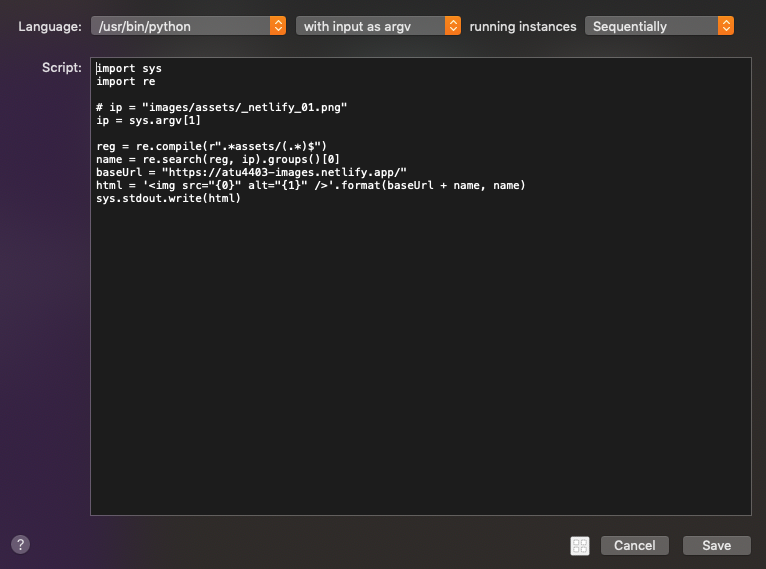 Language: /usr/bin/python with input as argv running instances Sequentially
Script:
import sys
import re
# ip = "images/assets/_netlify_01.png"
ip = sys.argv[1]
reg = re.compile(r".*assets/(.*)$")
name = re.search(reg, ip).groups()[0]
baseUrl = "https://atu4403-images.netlify.app/"
html = '<img src="{0}" alt="{1}" />'.format(baseUrl + name, name)
sys.stdout.write(html)
? Cancel Save